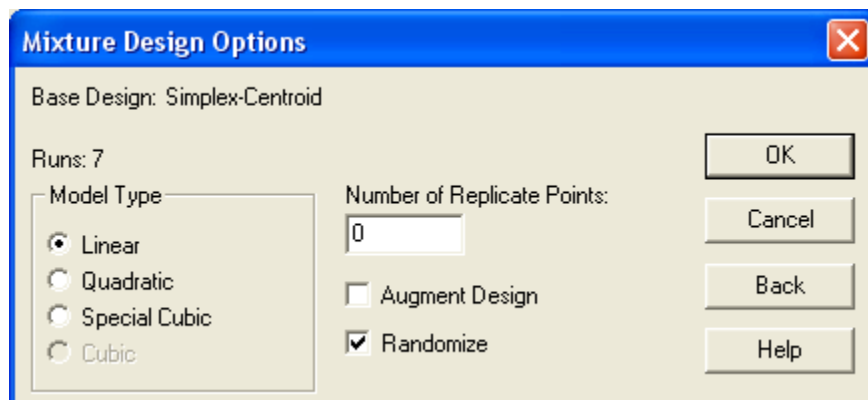 Mixture Design Options
Base Design: Simplex-Centroid
Runs: 7
Model Type
Linear
Quadratic
Special Cubic
Cubic
Number of Replicate Points:
0
Augment Design
Randomize
OK
Cancel
Back
Help